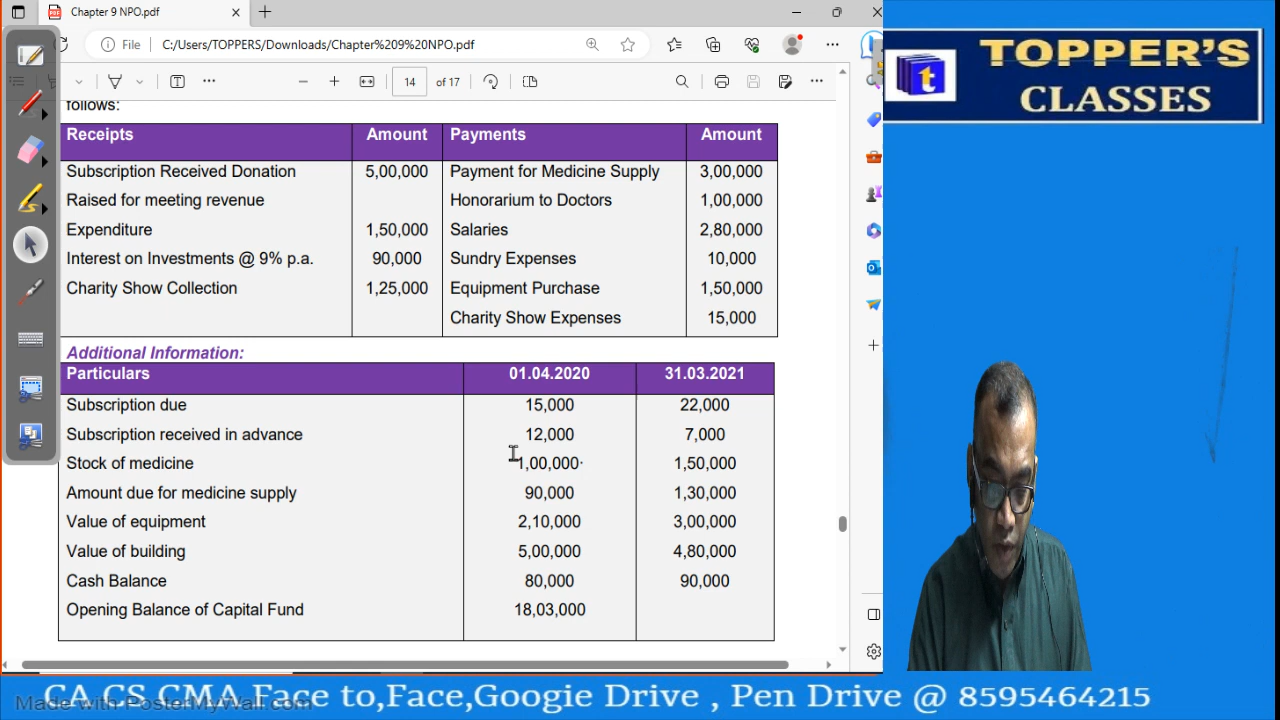 Chapter 9 NPO.pdf
File C:/Users/TOPPERS/Downloads/Chapter%209%20NPO.pdf
14 of 17
follows:
Receipts Amount Payments Amount
Subscription Received Donation 5,00,000 Payment for Medicine Supply 3,00,000
Raised for meeting revenue Honorarium to Doctors 1,00,000
Expenditure 1,50,000 Salaries 2,80,000
Interest on Investments @ 9% p.a. 90,000 Sundry Expenses 10,000
Charity Show Collection 1,25,000 Equipment Purchase 1,50,000
Charity Show Expenses 15,000
Additional Information:
Particulars 01.04.2020 31.03.2021
Subscription due 15,000 22,000
Subscription received in advance 12,000 7,000
Stock of medicine 1,00,000 1,50,000
Amount due for medicine supply 90,000 1,30,000
Value of equipment 2,10,000 3,00,000
Value of building 5,00,000 4,80,000
Cash Balance 80,000 90,000
Opening Balance of Capital Fund 18,03,000
t
TOPPER'S
CLASSES
CA CS CMA Face to,Face,Googie Drive , Pen Drive @ 8595464215
Made with PosterMyWall.com